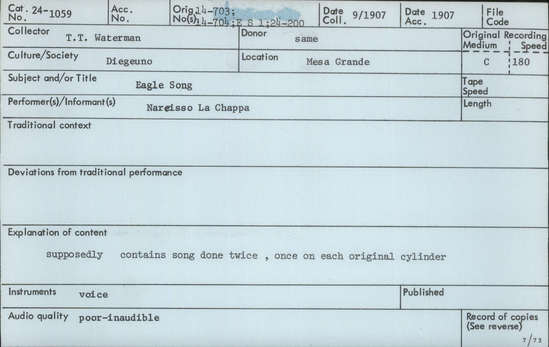 Cat. No. 24-1059 Acc. No. Orig. No(s) 14-703; 14-704; E S 1:24-200 Date Coll. 9/1907 Date Acc. 1907 File Code
Collector T.T. Waterman Donor same Original Recording Medium Speed
Culture/Society Diegueno Location Mesa Grande C 180
Subject and/or Title Eagle Song Tape Speed
Performer(s)/Informant(s) Narcisso La Chappa Length
Traditional context
Deviations from traditional performance
Explanation of content
supposedly contains song done twice , once on each original cylinder
Instruments voice Published
Audio quality poor-inaudible Record of copies (See reverse)
7/73